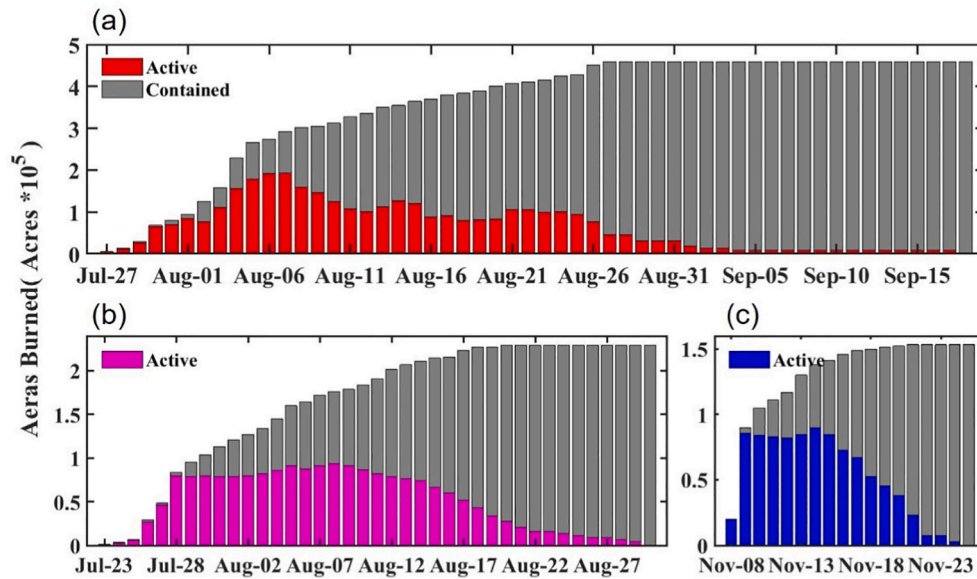 (a)
Aeras Burned( Acres *10^5 )
5
4
3
2
1
0
Active
Contained
Jul-27 Aug-01 Aug-06 Aug-11 Aug-16 Aug-21 Aug-26 Aug-31 Sep-05 Sep-10 Sep-15
(b)
2
1.5
1
0.5
0
Active
Jul-23 Jul-28 Aug-02 Aug-07 Aug-12 Aug-17 Aug-22 Aug-27
(c)
1.5
1
0.5
0
Active
Nov-08 Nov-13 Nov-18 Nov-23